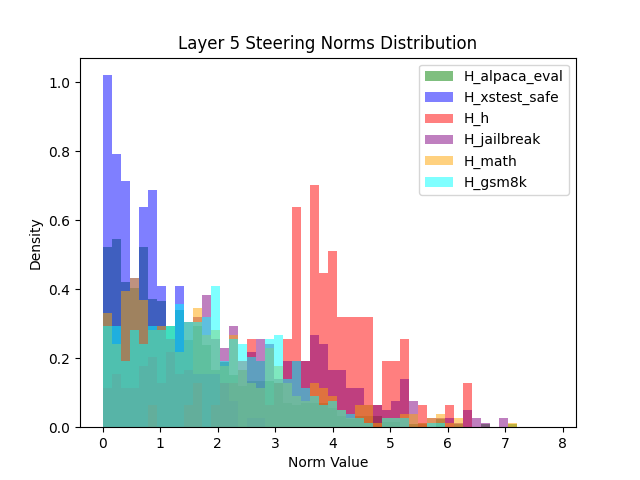 Layer 5 Steering Norms Distribution
H_alpaca_eval
H_xstest_safe
H_h
H_jailbreak
H_math
H_gsm8k
Density
1.0
0.8
0.6
0.4
0.2
0.0
0 1 2 3 4 5 6 7 8
Norm Value